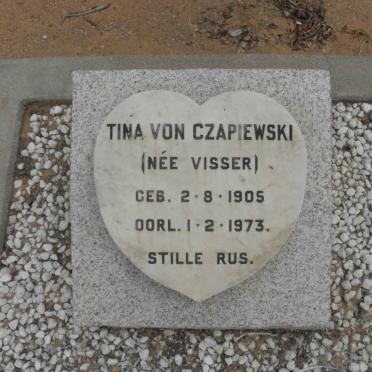 TINA VON CZAPIEWSKI
(NÉE VISSER)
GEB. 2·8·1905
OORL. 1·2·1973.
STILLE RUS.